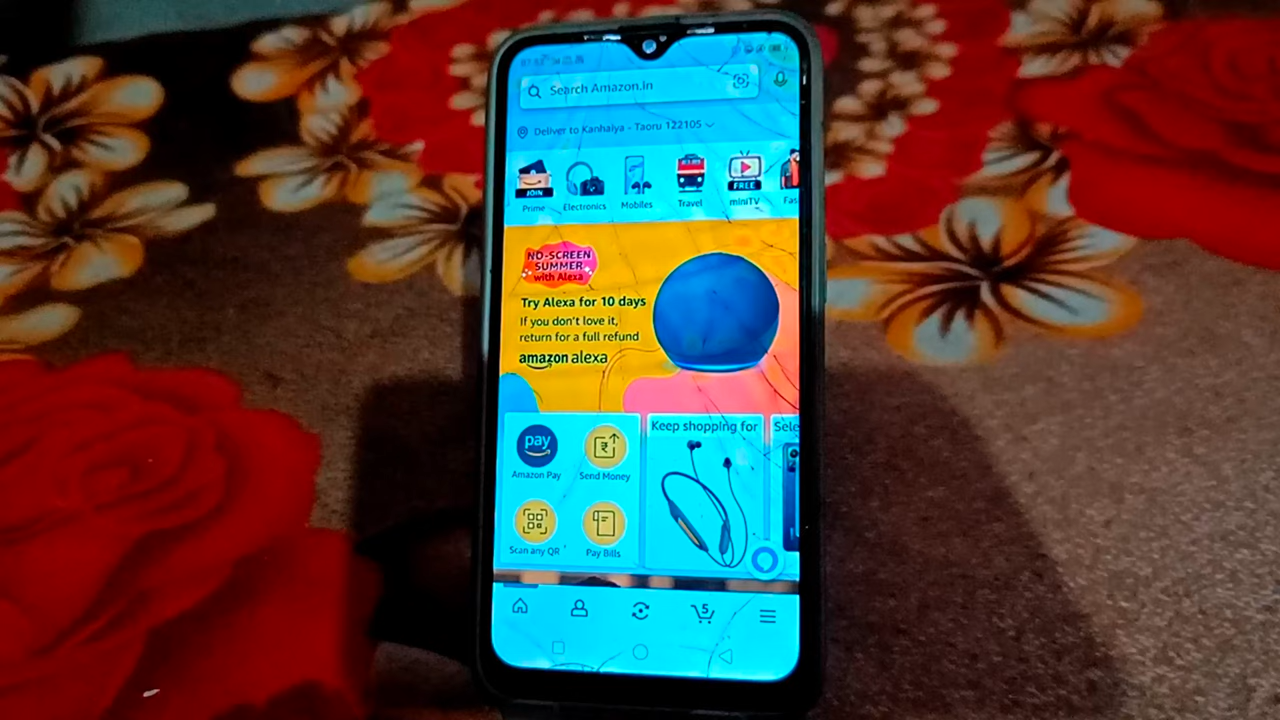 Search Amazon.in
Deliver to Kanhaiya - Taoru 122105
JOIN
FREE
Prime
Electronics
Mobiles
Travel
miniTV
Fas
NO-SCREEN
SUMMER
with Alexa
Try Alexa for 10 days
If you don't love it,
return for a full refund
amazon alexa
Keep shopping for
Sele
pay
Amazon Pay
Send Money
Scan any QR
Pay Bills
5